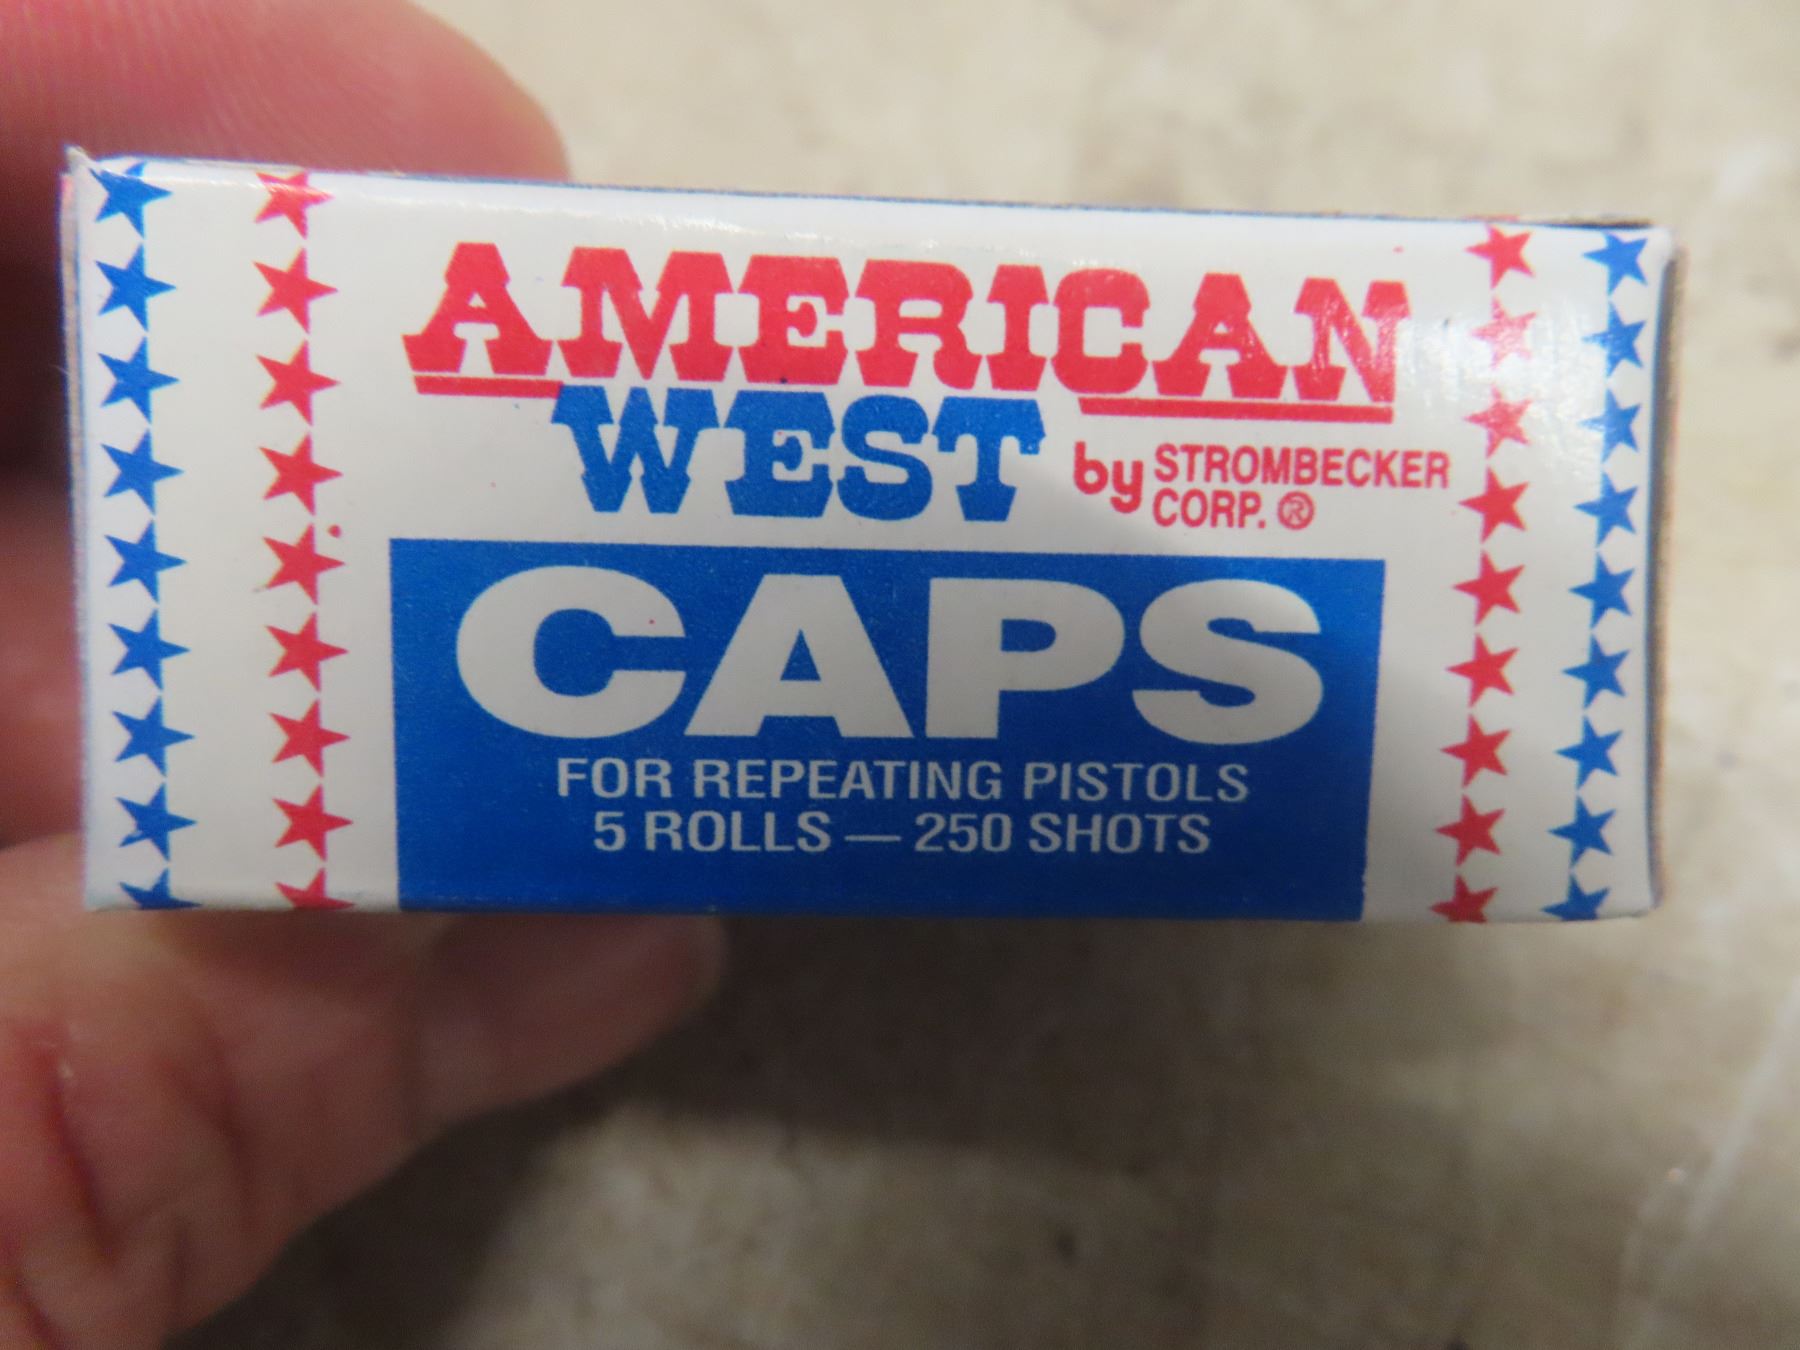 AMERICAN
WEST by STROMBECKER
CORP. ®
CAPS
FOR REPEATING PISTOLS
5 ROLLS — 250 SHOTS